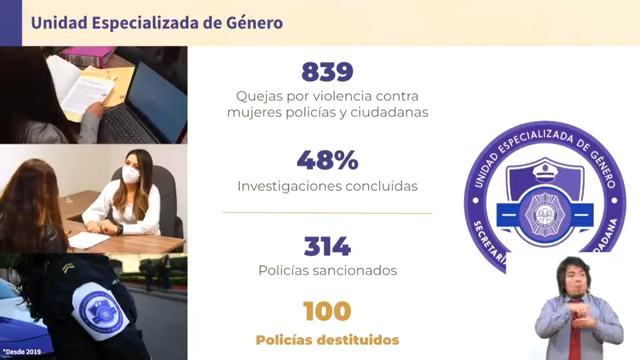 Unidad Especializada de Género
839
Quejas por violencia contra
mujeres policías y ciudadanas
48%
Investigaciones concluidas
314
Policías sancionados
100
Policías destituidos
UNIDAD ESPECIALIZADA DE GÉNERO
*Desde 2019